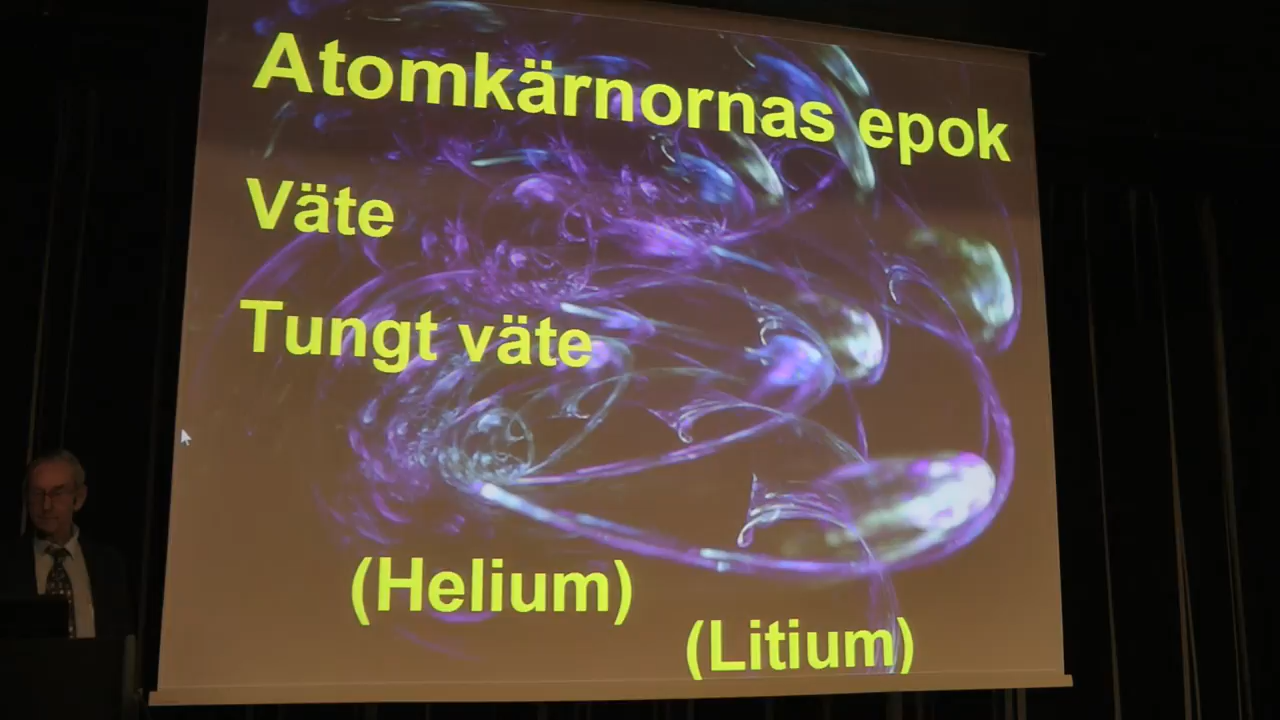 Atomkärnornas epok
Väte
Tungt väte
(Helium)
(Litium)